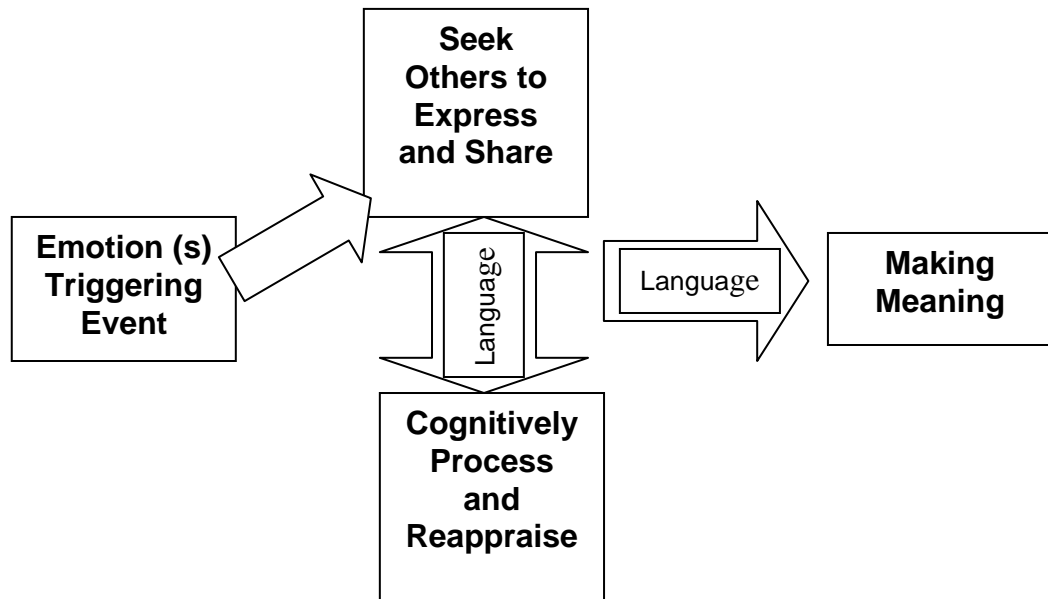 Seek
Others to
Express
and Share
Emotion (s)
Triggering
Event
Language
Language
Making
Meaning
Cognitively
Process
and
Reappraise